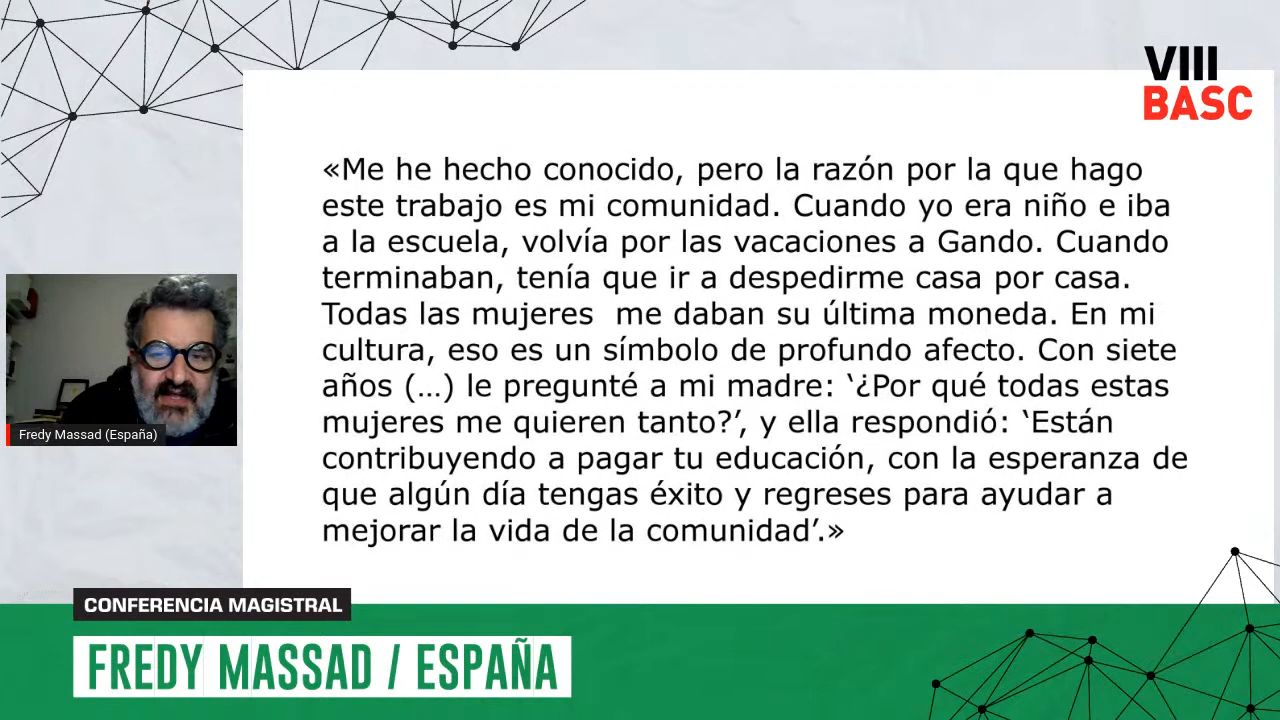 VIII
BASC
«Me he hecho conocido, pero la razón por la que hago
este trabajo es mi comunidad. Cuando yo era niño e iba
a la escuela, volvía por las vacaciones a Gando. Cuando
terminaban, tenía que ir a despedirme casa por casa.
Todas las mujeres  me daban su última moneda. En mi
cultura, eso es un símbolo de profundo afecto. Con siete
años (…) le pregunté a mi madre: ‘¿Por qué todas estas
mujeres me quieren tanto?’, y ella respondió: ‘Están
contribuyendo a pagar tu educación, con la esperanza de
que algún día tengas éxito y regreses para ayudar a
mejorar la vida de la comunidad’.»
Fredy Massad (España)
CONFERENCIA MAGISTRAL
FREDY MASSAD / ESPAÑA